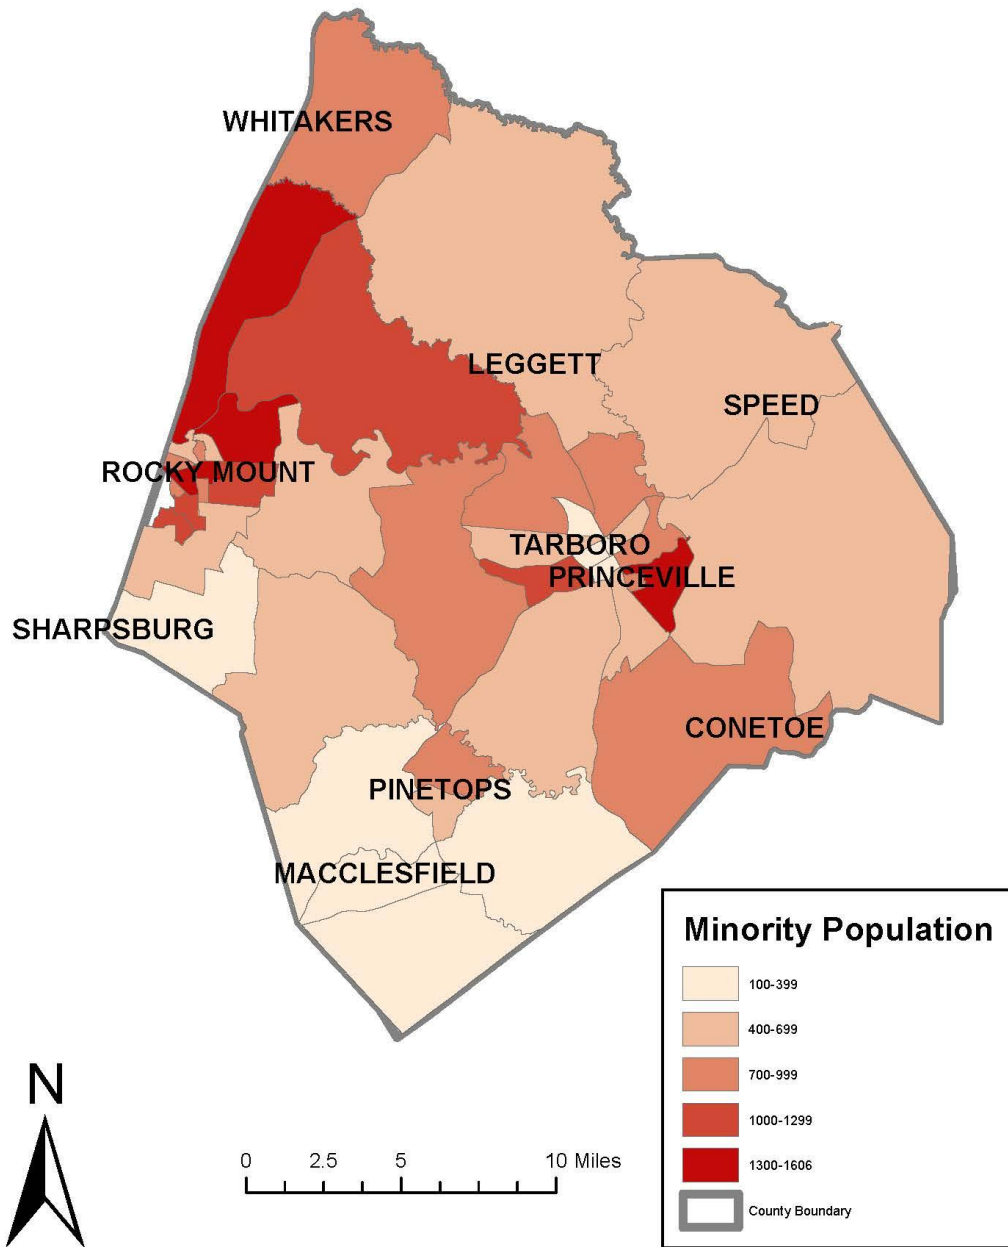 WHITAKERS
LEGGETT
SPEED
ROCKY MOUNT
TARBORO
PRINCEVILLE
SHARPSBURG
CONETOE
PINETOPS
MACCLESFIELD
Minority Population
100-399
400-699
700-999
1000-1299
1300-1606
County Boundary
N
0 2.5 5 10 Miles